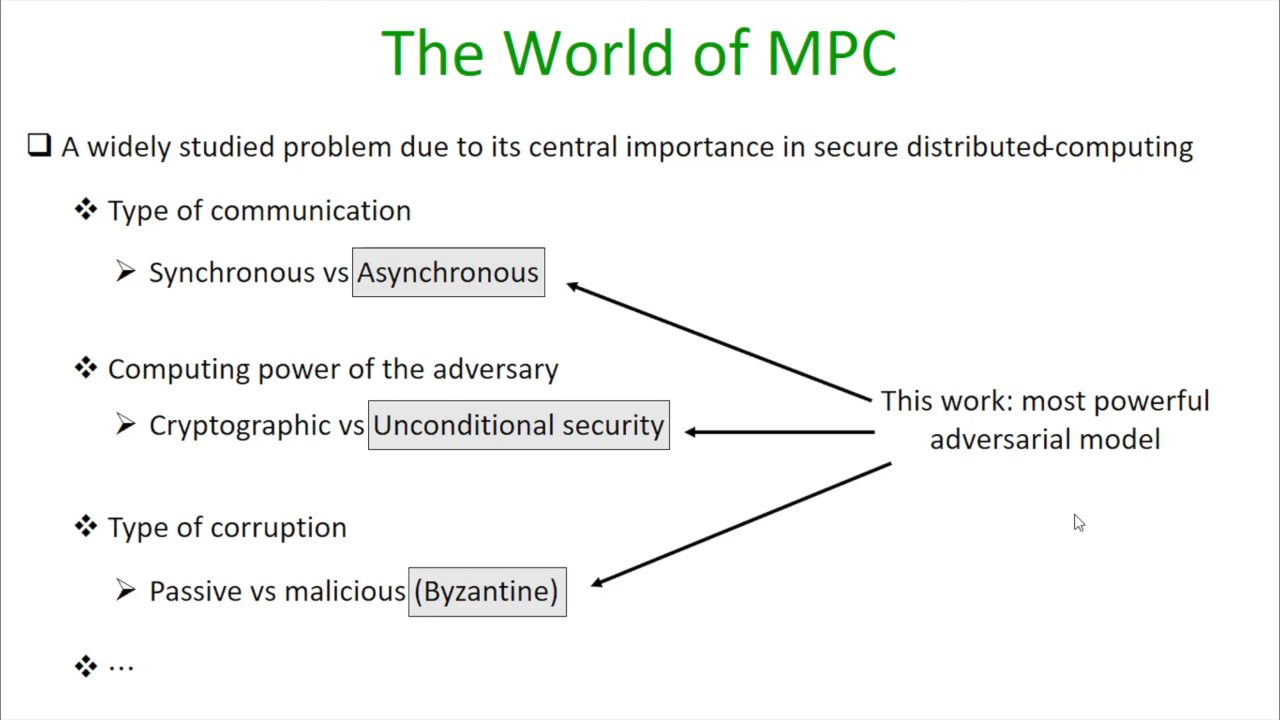 The World of MPC
A widely studied problem due to its central importance in secure distributed-computing
Type of communication
Synchronous vs Asynchronous
Computing power of the adversary
Cryptographic vs Unconditional security
This work: most powerful
adversarial model
Type of corruption
Passive vs malicious (Byzantine)
...